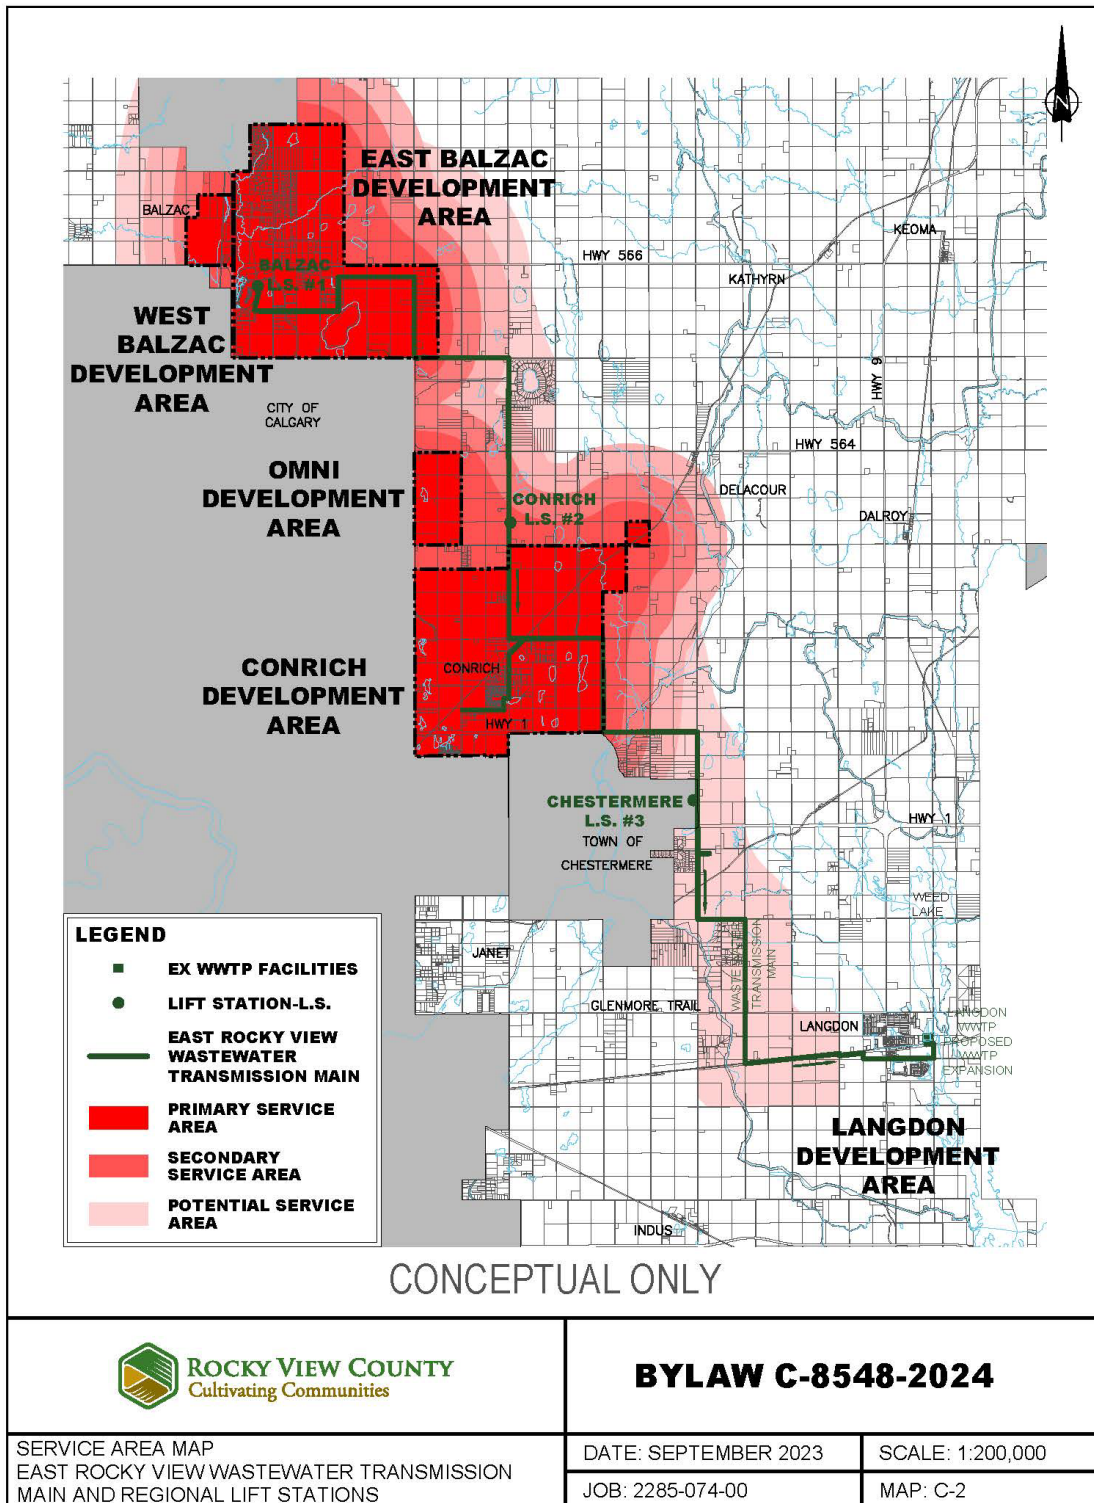 N
EAST BALZAC
DEVELOPMENT
AREA
BALZAC
KEOMA
HWY 566
KATHYRN
BALZAC
L.S. #1
WEST
BALZAC
DEVELOPMENT
AREA
HWY 9
CITY OF
CALGARY
HWY 564
OMNI
DEVELOPMENT
AREA
DELACOUR
CONRICH
L.S. #2
DALROY
CONRICH
DEVELOPMENT
AREA
CONRICH
HWY 1
CHESTERMERE
L.S. #3
TOWN OF
CHESTERMERE
HWY 1
WEED
LAKE
JANET
WASTEWATER
TRANSMISSION
MAIN
GLENMORE TRAIL
LANGDON
LANGDON
WWTP
PROPOSED
WWTP
EXPANSION
LANGDON
DEVELOPMENT
AREA
INDUS
LEGEND
EX WWTP FACILITIES
LIFT STATION-L.S.
EAST ROCKY VIEW
WASTEWATER
TRANSMISSION MAIN
PRIMARY SERVICE
AREA
SECONDARY
SERVICE AREA
POTENTIAL SERVICE
AREA
CONCEPTUAL ONLY
ROCKY VIEW COUNTY
Cultivating Communities
BYLAW C-8548-2024
SERVICE AREA MAP
EAST ROCKY VIEW WASTEWATER TRANSMISSION
MAIN AND REGIONAL LIFT STATIONS
DATE: SEPTEMBER 2023
SCALE: 1:200,000
JOB: 2285-074-00
MAP: C-2